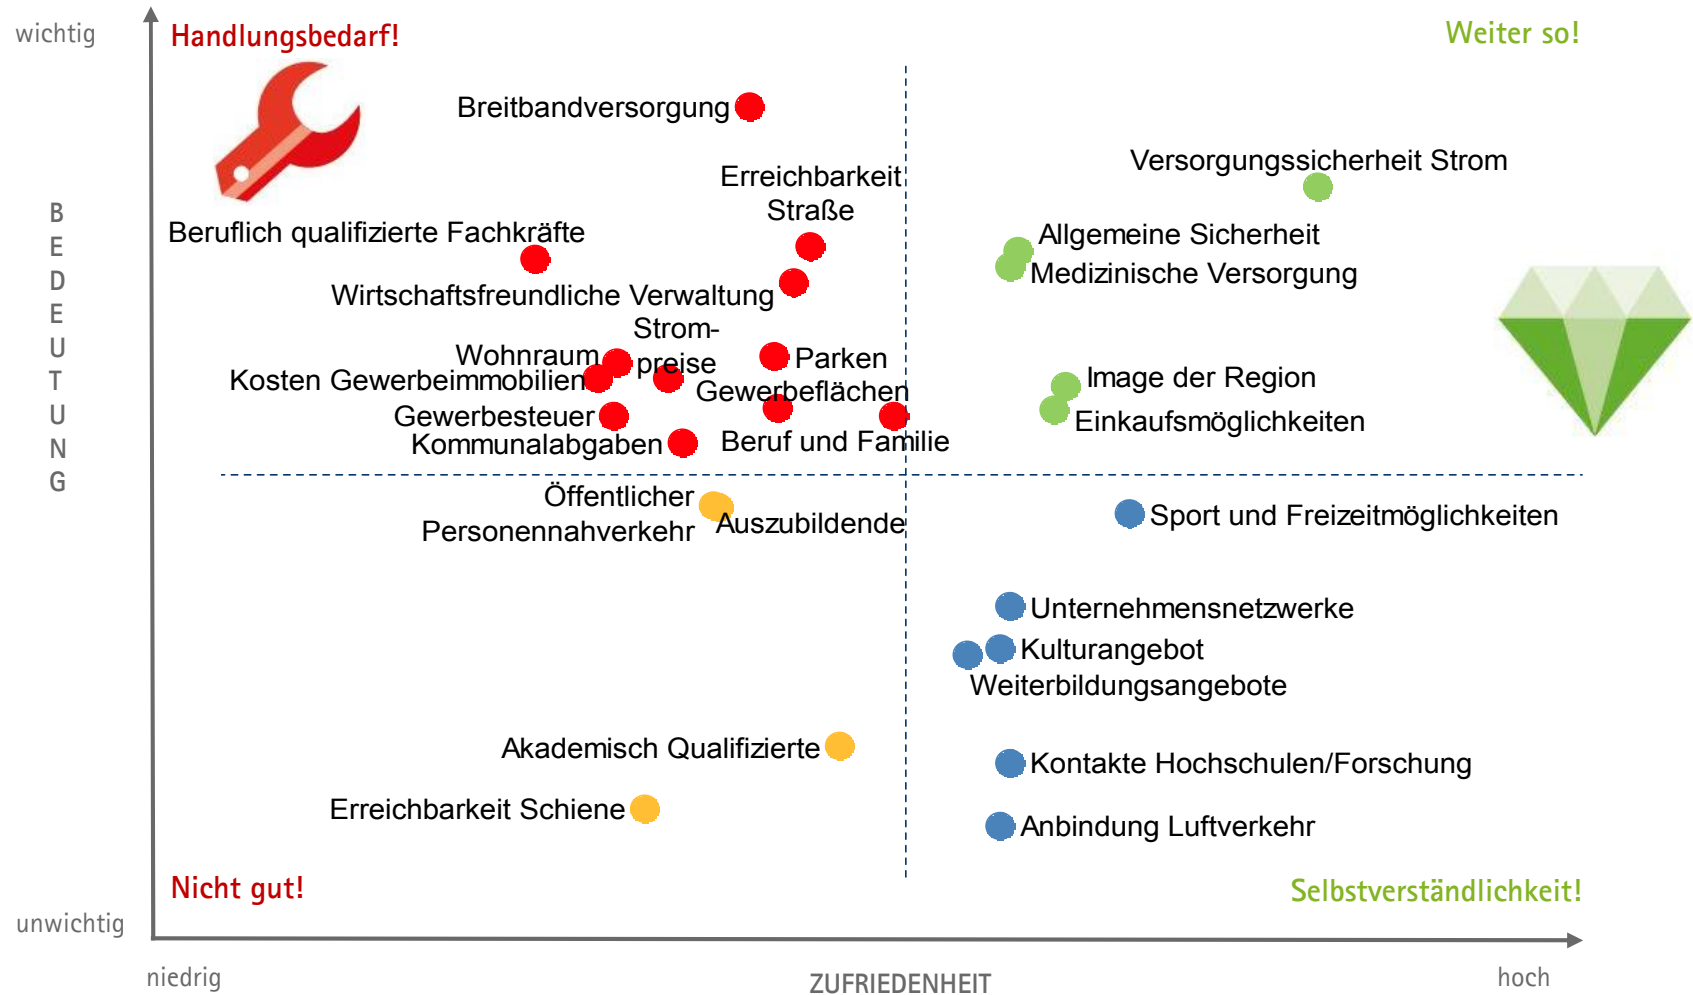 wichtig
Handlungsbedarf!
Weiter so!
Breitbandversorgung
Versorgungssicherheit Strom
Erreichbarkeit
Straße
BEDEUTUNG
Beruflich qualifizierte Fachkräfte
Allgemeine Sicherheit
Medizinische Versorgung
Wirtschaftsfreundliche Verwaltung
Strom-
preise
Wohnraum
Parken
Kosten Gewerbeimmobilien
Gewerbeflächen
Image der Region
Gewerbesteuer
Einkaufsmöglichkeiten
Kommunalabgaben
Beruf und Familie
Öffentlicher
Personennahverkehr
Auszubildende
Sport und Freizeitmöglichkeiten
Unternehmensnetzwerke
Kulturangebot
Weiterbildungsangebote
Akademisch Qualifizierte
Kontakte Hochschulen/Forschung
Erreichbarkeit Schiene
Anbindung Luftverkehr
Nicht gut!
Selbstverständlichkeit!
unwichtig
niedrig
ZUFRIEDENHEIT
hoch